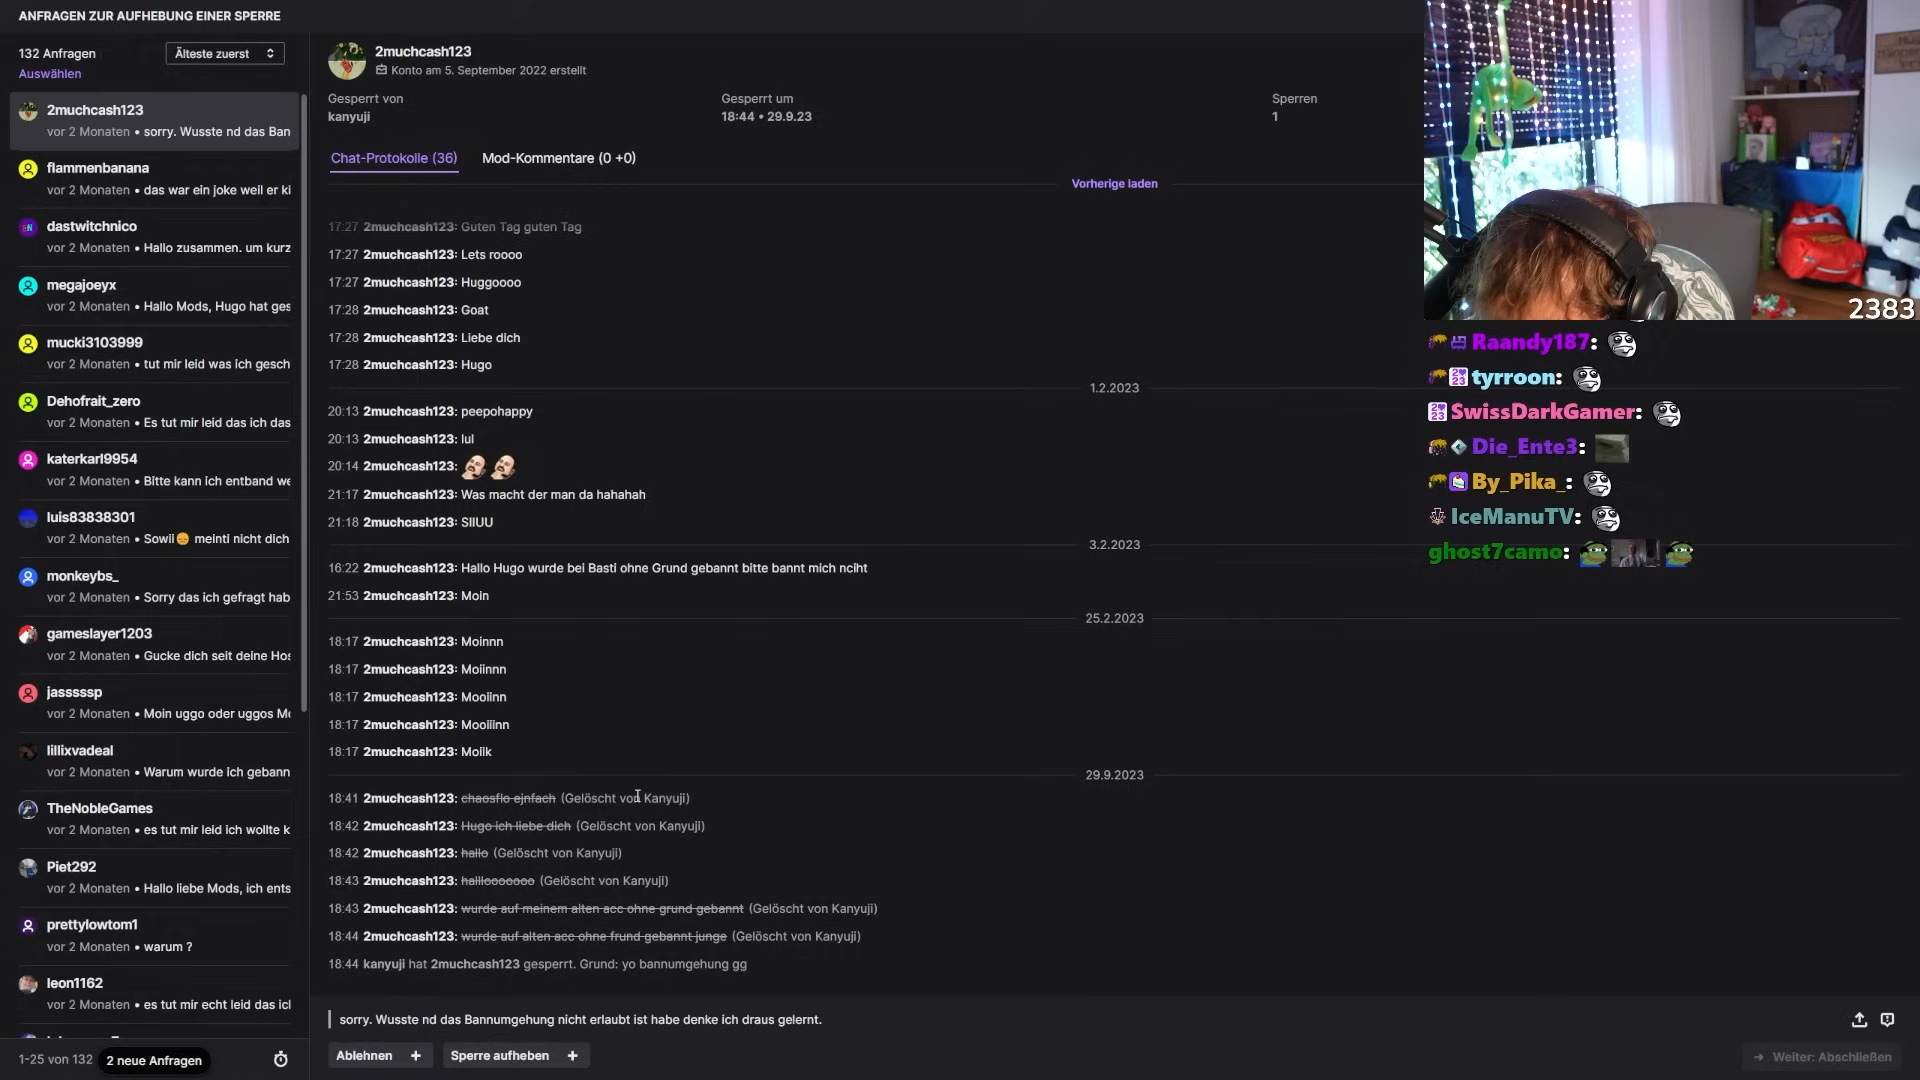 ANFRAGEN ZUR AUFHEBUNG EINER SPERRE
132 Anfragen
Älteste zuerst
Auswählen
2muchcash123
vor 2 Monaten • sorry. Wusste nd das Ban
flammenbanana
vor 2 Monaten • das war ein joke weil er ki
dastwitchnico
vor 2 Monaten • Hallo zusammen. um kurz
megajoeyx
vor 2 Monaten • Hallo Mods, Hugo hat ges
mucki3103999
vor 2 Monaten • tut mir leid was ich gesch
Dehofrait_zero
vor 2 Monaten • Es tut mir leid das ich das
katerkarl9954
vor 2 Monaten • Bitte kann ich entband we
luis83838301
vor 2 Monaten • Sowii😔 meinti nicht dich
monkeybs_
vor 2 Monaten • Sorry das ich gefragt hab
gameslayer1203
vor 2 Monaten • Gucke dich seit deine Hos
jasssssp
vor 2 Monaten • Moin uggo oder uggos Mo
lillixvadeal
vor 2 Monaten • Warum wurde ich gebann
TheNobleGames
vor 2 Monaten • es tut mir leid ich wollte k
Piet292
vor 2 Monaten • Hallo liebe Mods, ich ents
prettylowtom1
vor 2 Monaten • warum ?
leon1162
vor 2 Monaten • es tut mir echt leid das icl
1-25 von 132
2 neue Anfragen
2muchcash123
Konto am 5. September 2022 erstellt
Gesperrt von
kanyuji
Gesperrt um
18:44 • 29.9.23
Sperren
1
Chat-Protokolle (36)
Mod-Kommentare (0 +0)
Vorherige laden
17:27 2muchcash123: Guten Tag guten Tag
17:27 2muchcash123: Lets roooo
17:27 2muchcash123: Huggoooo
17:28 2muchcash123: Goat
17:28 2muchcash123: Liebe dich
17:28 2muchcash123: Hugo
1.2.2023
20:13 2muchcash123: peepohappy
20:13 2muchcash123: lul
20:14 2muchcash123:
21:17 2muchcash123: Was macht der man da hahahah
21:18 2muchcash123: SIIUU
3.2.2023
16:22 2muchcash123: Hallo Hugo wurde bei Basti ohne Grund gebannt bitte bannt mich nciht
21:53 2muchcash123: Moin
25.2.2023
18:17 2muchcash123: Moinnn
18:17 2muchcash123: Moiinnn
18:17 2muchcash123: Mooiinn
18:17 2muchcash123: Mooiiinn
18:17 2muchcash123: Moiik
29.9.2023
18:41 2muchcash123: chaosflo ejnfach (Gelöscht von Kanyuji)
18:42 2muchcash123: Hugo ich liebe dich (Gelöscht von Kanyuji)
18:42 2muchcash123: hallo (Gelöscht von Kanyuji)
18:43 2muchcash123: halllooooooo (Gelöscht von Kanyuji)
18:43 2muchcash123: wurde auf meinem alten acc ohne grund gebannt (Gelöscht von Kanyuji)
18:44 2muchcash123: wurde auf alten acc ohne frund gebannt junge (Gelöscht von Kanyuji)
18:44 kanyuji hat 2muchcash123 gesperrt. Grund: yo bannumgehung gg
sorry. Wusste nd das Bannumgehung nicht erlaubt ist habe denke ich draus gelernt.
Ablehnen +
Sperre aufheben +
→ Weiter: Abschließen
2383
Raandy187:
tyrroon:
SwissDarkGamer:
Die_Ente3:
By_Pika_:
IceManuTV:
ghost7camo: